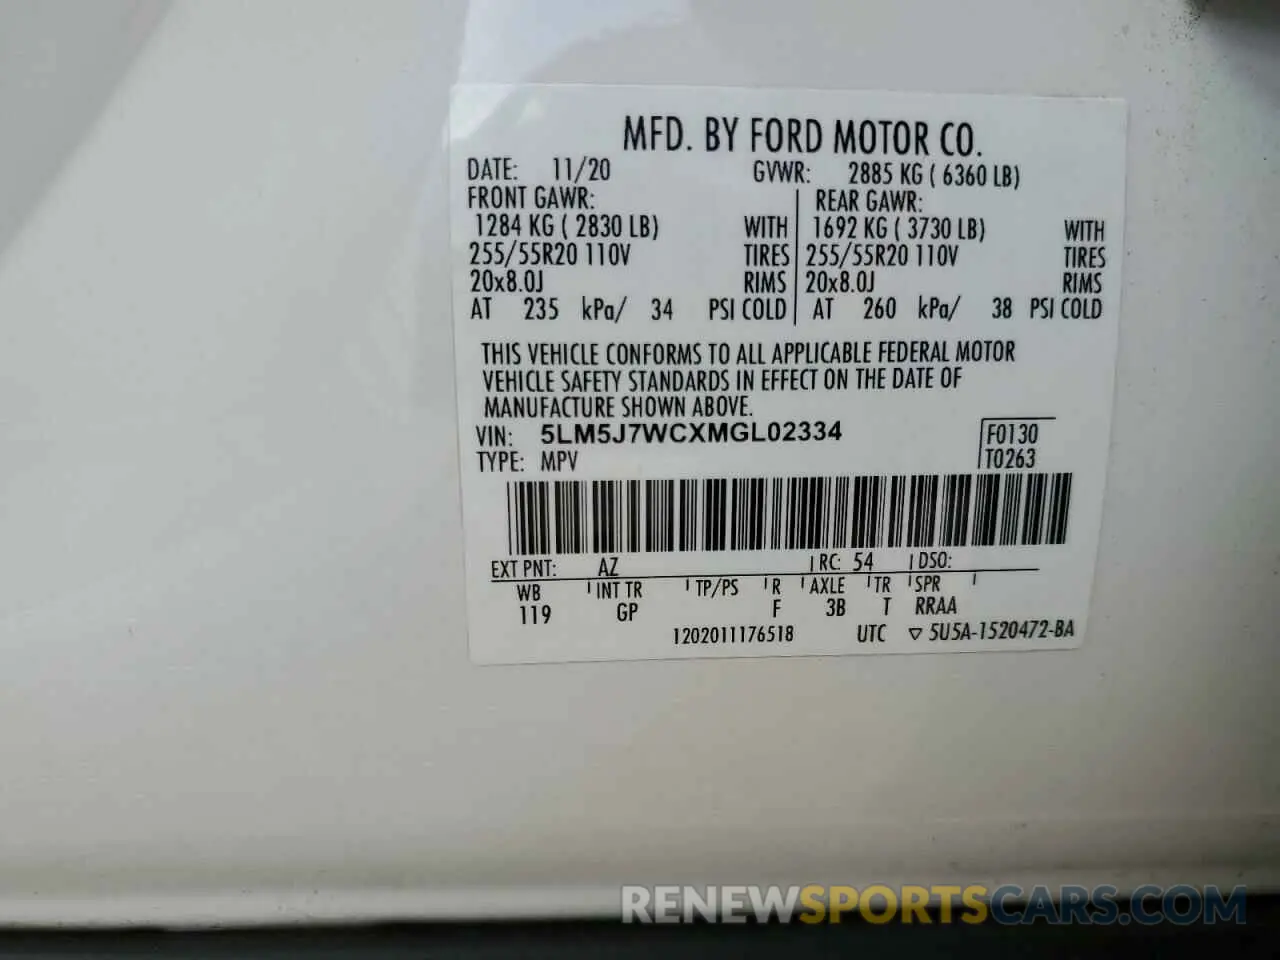 MFD. BY FORD MOTOR CO.
DATE: 11/20 GVWR: 2885 KG ( 6360 LB)
FRONT GAWR: REAR GAWR:
1284 KG ( 2830 LB) WITH 1692 KG ( 3730 LB) WITH
255/55R20 110V TIRES 255/55R20 110V TIRES
20x8.0J RIMS 20x8.0J RIMS
AT 235 kPa/ 34 PSI COLD AT 260 kPa/ 38 PSI COLD
THIS VEHICLE CONFORMS TO ALL APPLICABLE FEDERAL MOTOR
VEHICLE SAFETY STANDARDS IN EFFECT ON THE DATE OF
MANUFACTURE SHOWN ABOVE.
VIN: 5LM5J7WCXMGL02334 F0130
TYPE: MPV T0263
EXT PNT: AZ RC: 54 DSO:
WB INT TR TP/PS R AXLE TR SPR
119 GP F 3B T RRAA
1202011176518 UTC ▽ 5U5A-1520472-BA
RENEWSPORTSCARS.COM